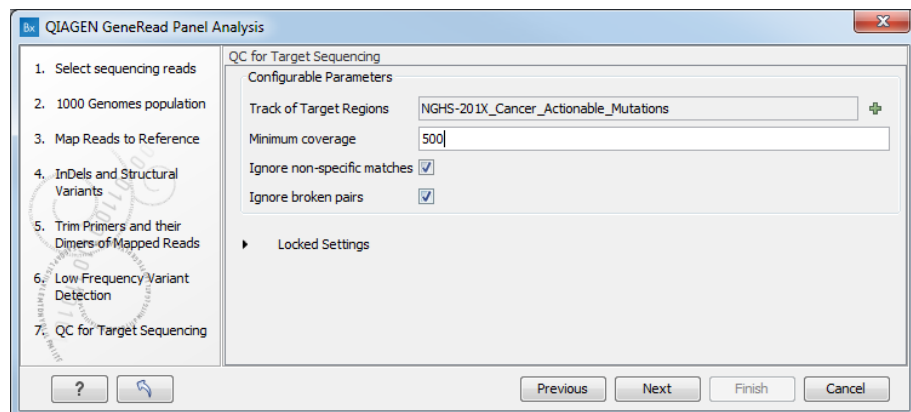 Bx QIAGEN GeneRead Panel Analysis
x
1. Select sequencing reads
2. 1000 Genomes population
3. Map Reads to Reference
4. InDels and Structural
Variants
5. Trim Primers and their
Dimers of Mapped Reads
6. Low Frequency Variant
Detection
7. QC for Target Sequencing
QC for Target Sequencing
Configurable Parameters
Track of Target Regions NGHS-201X_Cancer_Actionable_Mutations
Minimum coverage 500
Ignore non-specific matches
Ignore broken pairs
Locked Settings
? Previous Next Finish Cancel